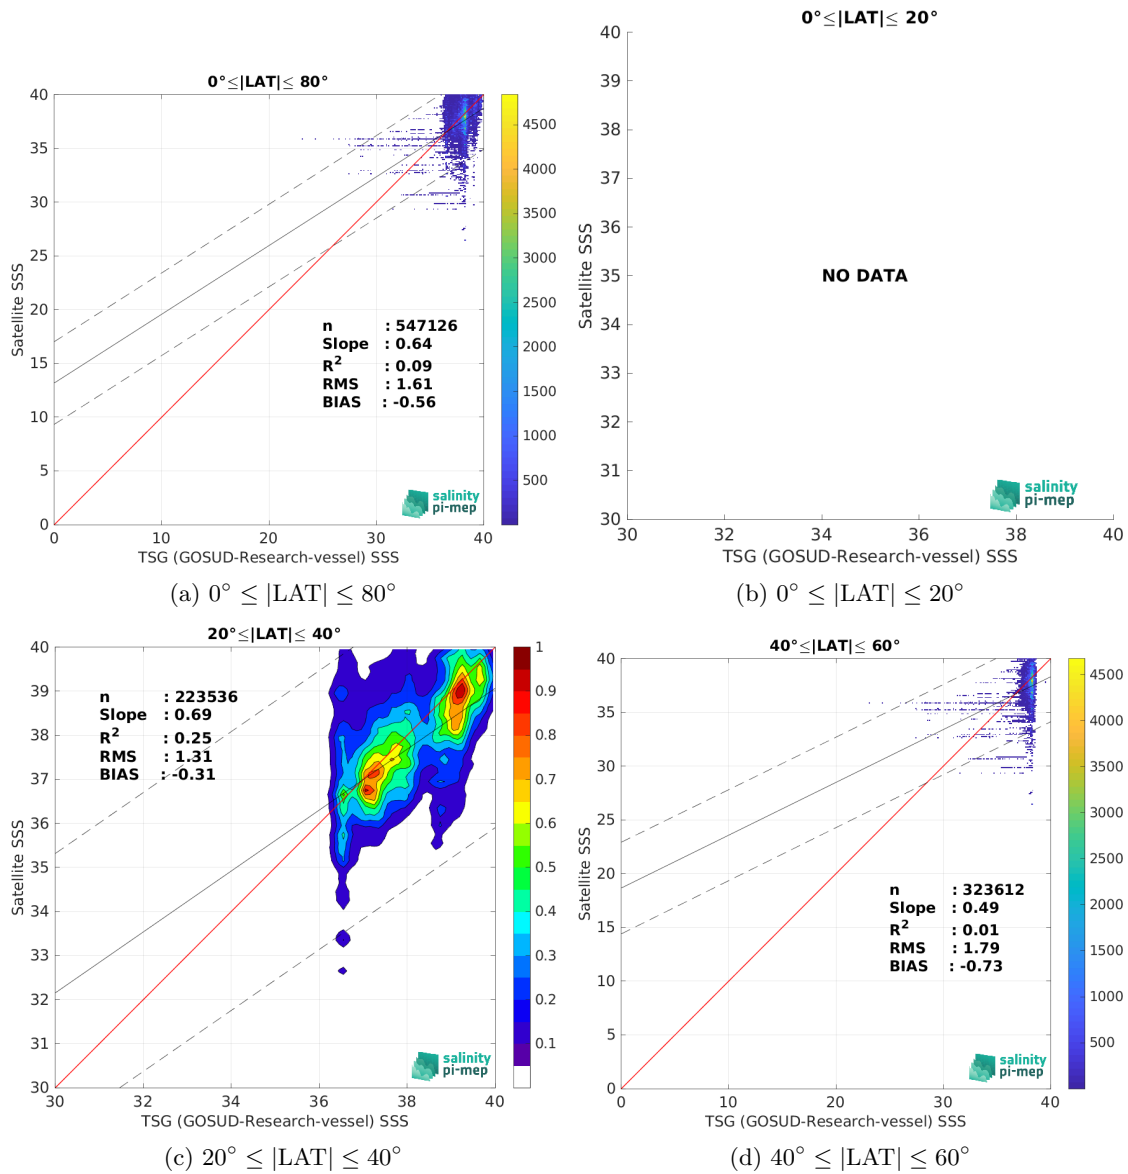 0°≤|LAT|≤ 80°
40
35
30
25
20
15
10
5
0
Satellite SSS
n : 547126
Slope : 0.64
R² : 0.09
RMS : 1.61
BIAS : -0.56
salinity
pi-mep
0 10 20 30 40
TSG (GOSUD-Research-vessel) SSS
4500
4000
3500
3000
2500
2000
1500
1000
500
(a) 0° ≤ |LAT| ≤ 80°
0°≤|LAT|≤ 20°
40
39
38
37
36
35
34
33
32
31
30
Satellite SSS
NO DATA
salinity
pi-mep
30 32 34 36 38 40
TSG (GOSUD-Research-vessel) SSS
(b) 0° ≤ |LAT| ≤ 20°
20°≤|LAT|≤ 40°
40
39
38
37
36
35
34
33
32
31
30
Satellite SSS
n : 223536
Slope : 0.69
R² : 0.25
RMS : 1.31
BIAS : -0.31
salinity
pi-mep
30 32 34 36 38 40
TSG (GOSUD-Research-vessel) SSS
1
0.9
0.8
0.7
0.6
0.5
0.4
0.3
0.2
0.1
(c) 20° ≤ |LAT| ≤ 40°
40°≤|LAT|≤ 60°
40
35
30
25
20
15
10
5
0
Satellite SSS
n : 323612
Slope : 0.49
R² : 0.01
RMS : 1.79
BIAS : -0.73
salinity
pi-mep
0 10 20 30 40
TSG (GOSUD-Research-vessel) SSS
4500
4000
3500
3000
2500
2000
1500
1000
500
(d) 40° ≤ |LAT| ≤ 60°